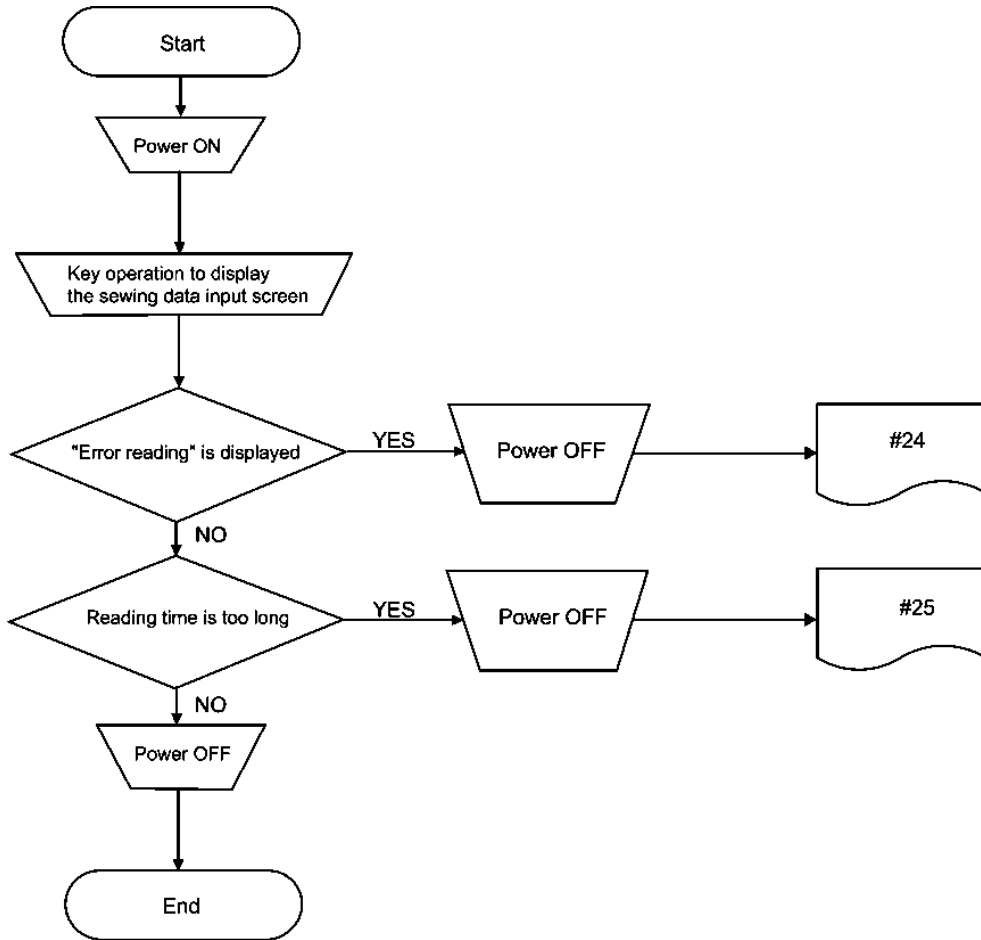 Start
Power ON
Key operation to display
the sewing data input screen
"Error reading" is displayed
YES
Power OFF
#24
NO
Reading time is too long
YES
Power OFF
#25
NO
Power OFF
End